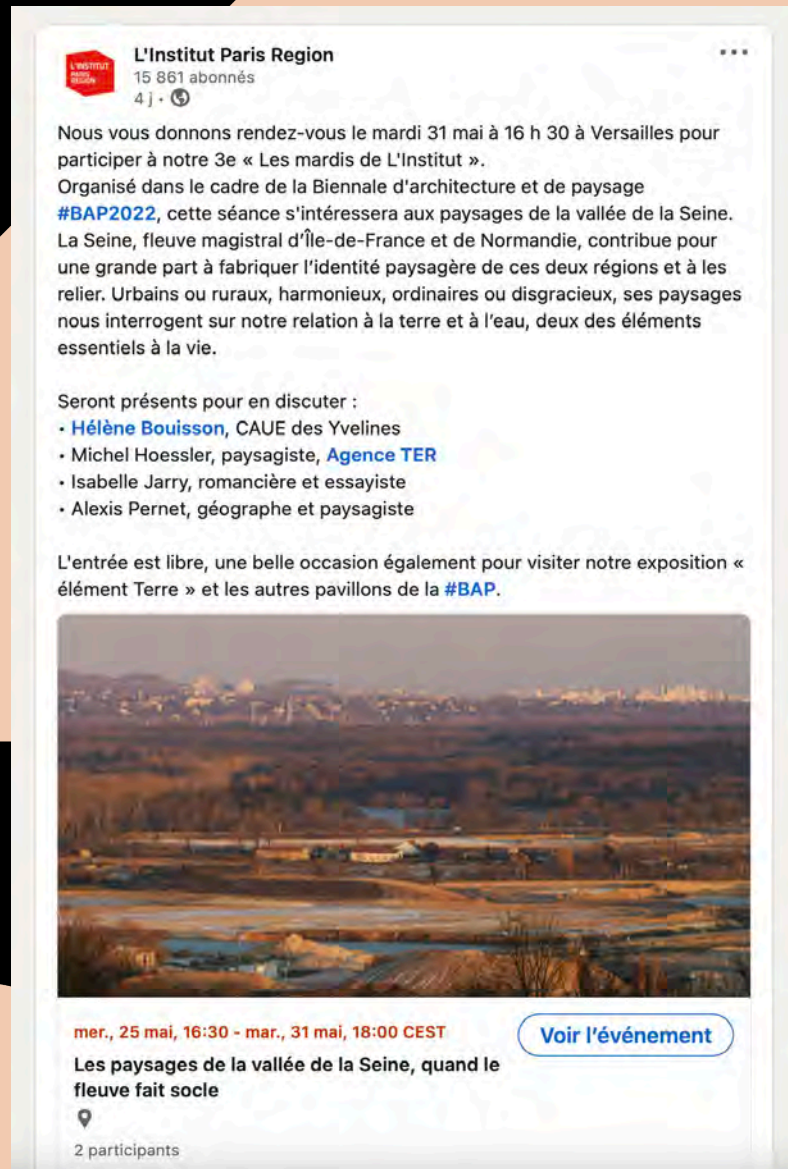 L'INSTITUT
PARIS
REGION
L'Institut Paris Region
15 861 abonnés
4 j •
Nous vous donnons rendez-vous le mardi 31 mai à 16 h 30 à Versailles pour
participer à notre 3e « Les mardis de L'Institut ».
Organisé dans le cadre de la Biennale d'architecture et de paysage
#BAP2022, cette séance s'intéressera aux paysages de la vallée de la Seine.
La Seine, fleuve magistral d’Île-de-France et de Normandie, contribue pour
une grande part à fabriquer l’identité paysagère de ces deux régions et à les
relier. Urbains ou ruraux, harmonieux, ordinaires ou disgracieux, ses paysages
nous interrogent sur notre relation à la terre et à l’eau, deux des éléments
essentiels à la vie.
Seront présents pour en discuter :
• Hélène Bouisson, CAUE des Yvelines
• Michel Hoessler, paysagiste, Agence TER
• Isabelle Jarry, romancière et essayiste
• Alexis Pernet, géographe et paysagiste
L'entrée est libre, une belle occasion également pour visiter notre exposition «
élément Terre » et les autres pavillons de la #BAP.
mer., 25 mai, 16:30 - mar., 31 mai, 18:00 CEST
Voir l’événement
Les paysages de la vallée de la Seine, quand le
fleuve fait socle
2 participants